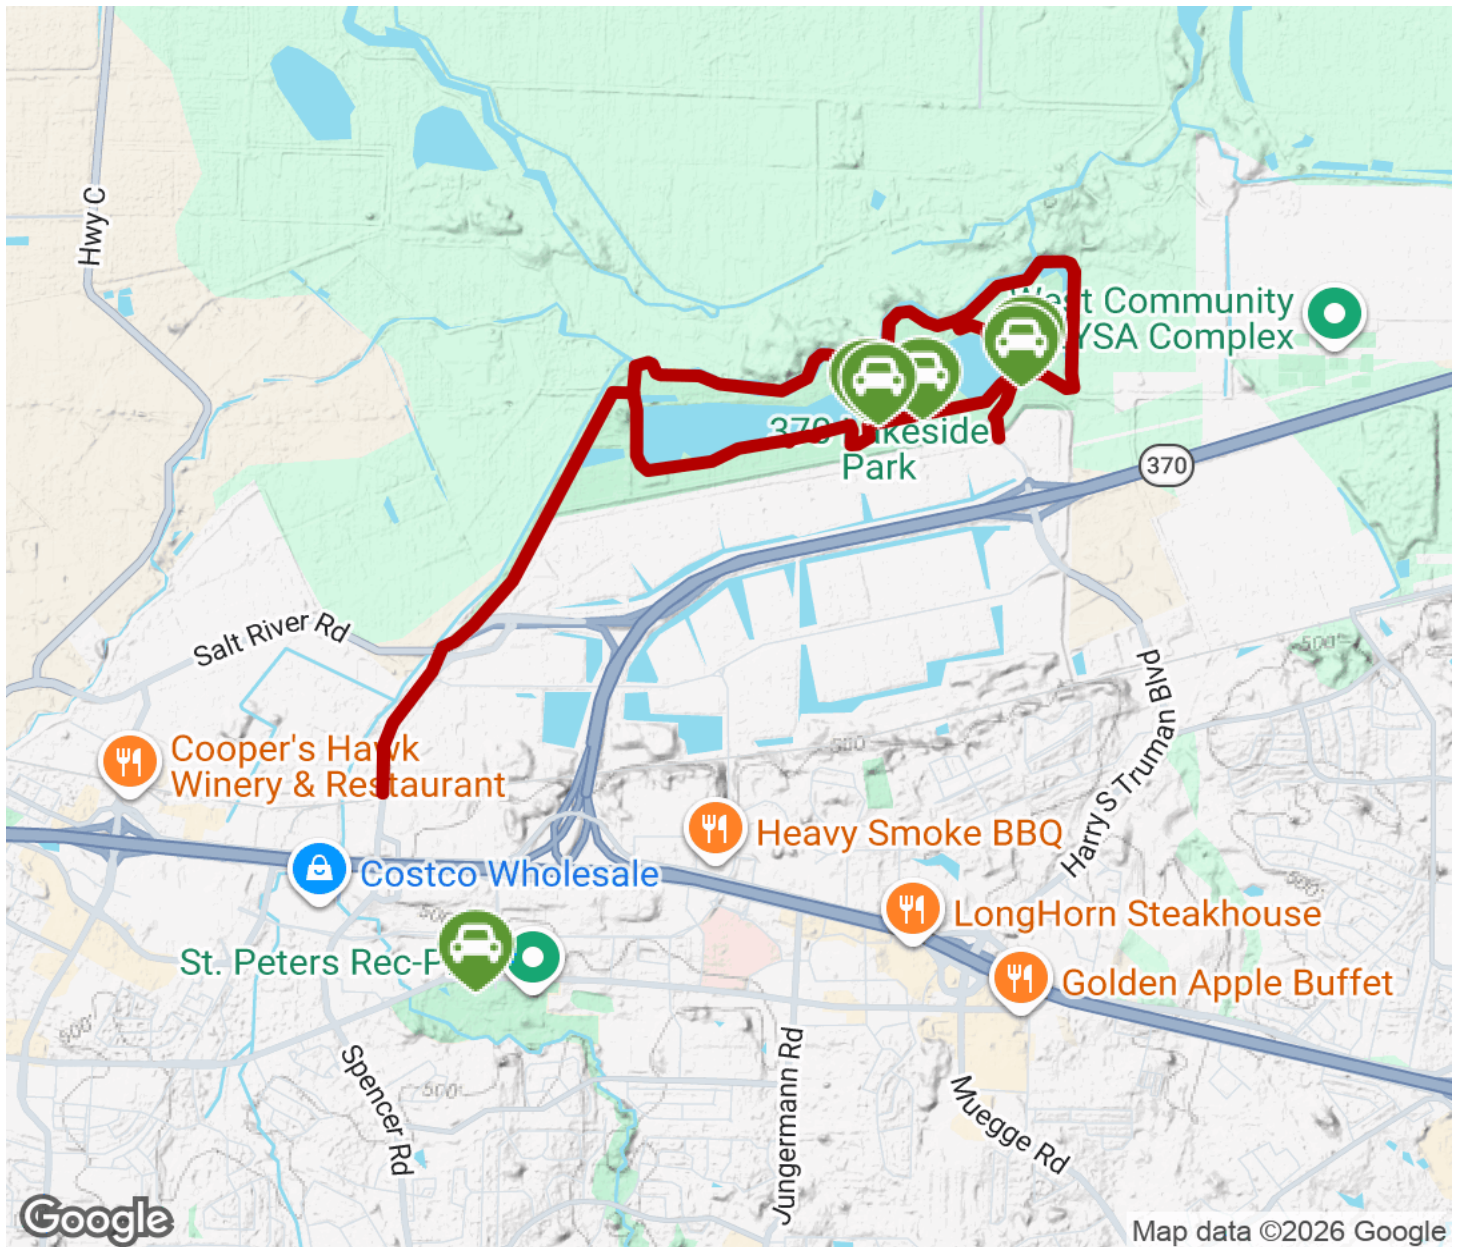 Hwy C
West Community
YSA Complex
370 Lakeside
Park
370
Salt River Rd
500'
Cooper's Hawk
Winery & Restaurant
500
Harry S Truman Blvd
Heavy Smoke BBQ
Costco Wholesale
500'
500
LongHorn Steakhouse
St. Peters Rec-P
Golden Apple Buffet
500'
Spencer Rd
500'
Jungermann Rd
Muegge Rd
Google
Map data ©2026 Google